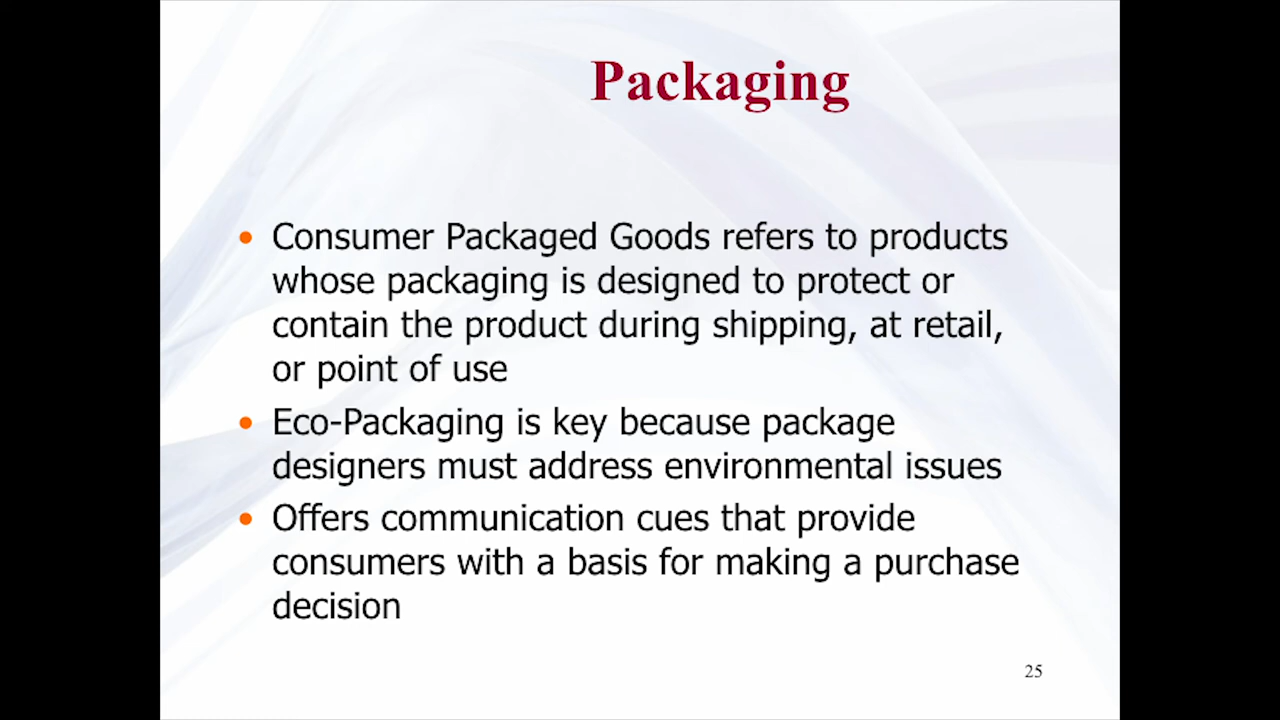 Packaging
• Consumer Packaged Goods refers to products
whose packaging is designed to protect or
contain the product during shipping, at retail,
or point of use
• Eco-Packaging is key because package
designers must address environmental issues
• Offers communication cues that provide
consumers with a basis for making a purchase
decision
25